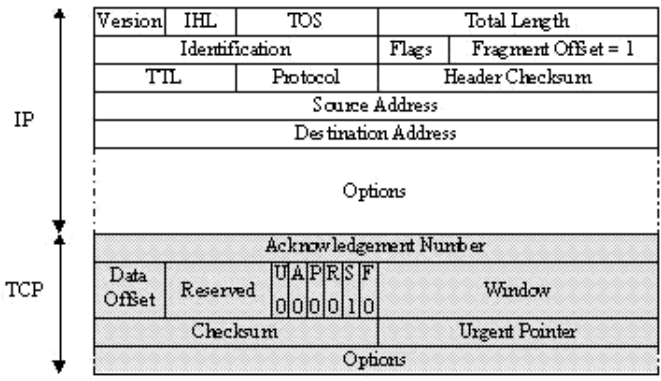 Version IHL TOS Total Length
Identification Flags Fragment Offset = 1
TTL Protocol Header Checksum
Source Address
IP
Destination Address
Options
Acknowledgement Number
TCP
Data Offset Reserved U A P R S F Window
0 0 0 0 1 0
Checksum Urgent Pointer
Options